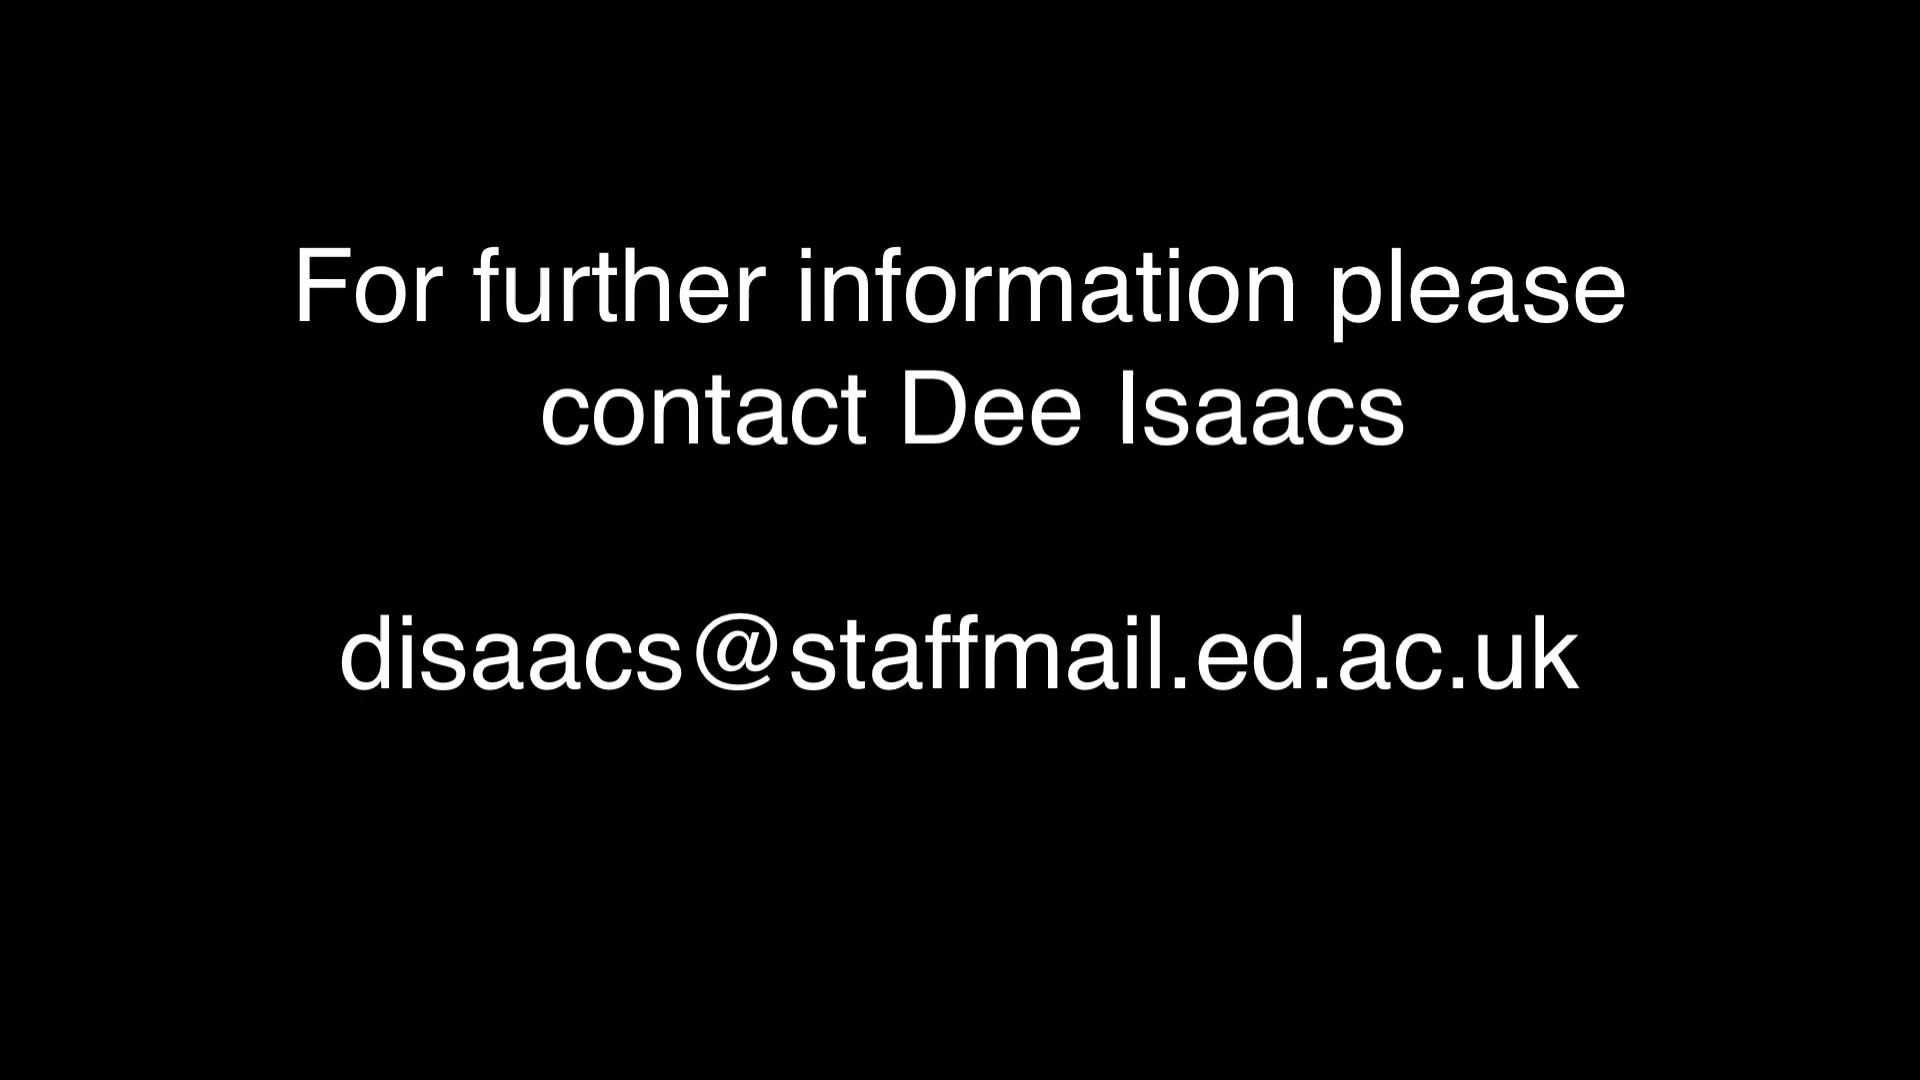 For further information please
contact Dee Isaacs
disaacs@staffmail.ed.ac.uk